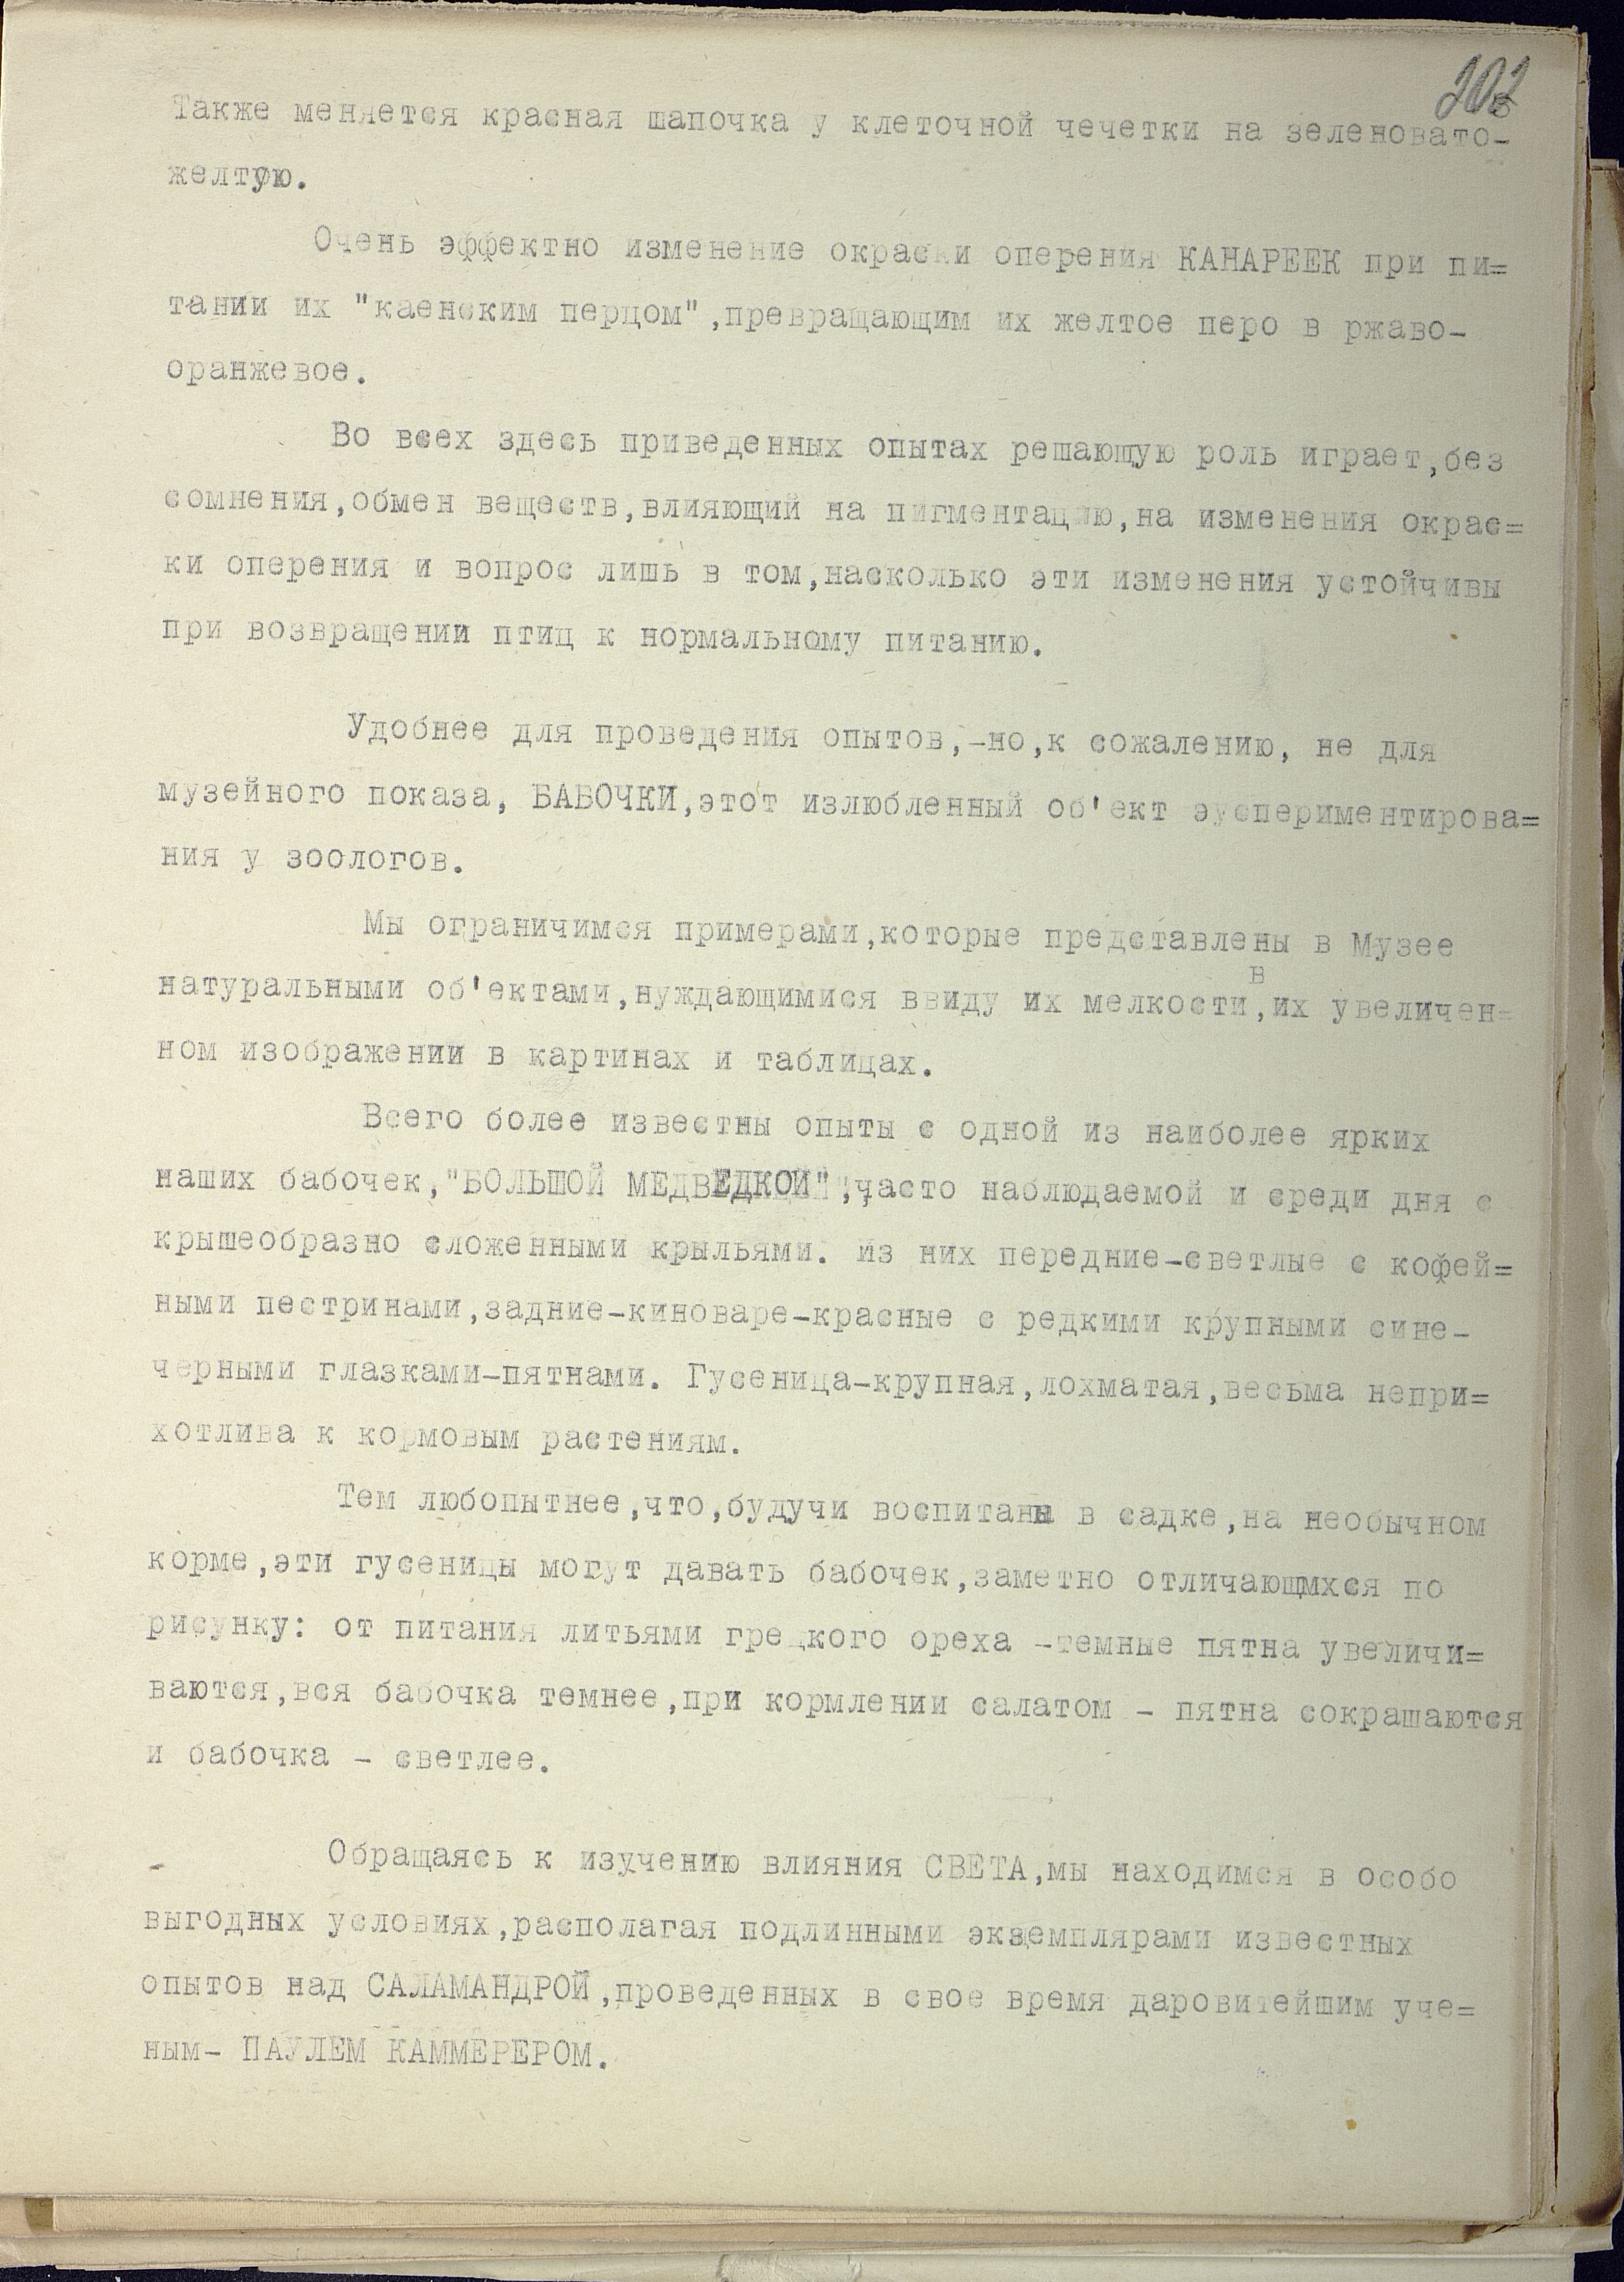 202
Также меняется красная шапочка у клеточной чечетки на зеленовато-
желтую.
Очень эффектно изменение окраски оперения КАНАРЕЕК при пи=
тании их "каенским перцом",превращающим их желтое перо в ржаво-
оранжевое.
Во всех здесь приведенных опытах решающую роль играет,без
сомнения,обмен веществ,влияющий на пигментацию,на изменения окрас=
ки оперения и вопрос лишь в том,насколько эти изменения устойчивы
при возвращении птиц к нормальному питанию.
Удобнее для проведения опытов,-но,к сожалению, не для
музейного показа, БАБОЧКИ,этот излюбленный об'ект эуспериментирова=
ния у зоологов.
Мы ограничимся примерами,которые представлены в Музее
в
натуральными об'ектами,нуждающимися ввиду их мелкости,их увеличен=
ном изображении в картинах и таблицах.
Всего более известны опыты с одной из наиболее ярких
наших бабочек,"БОЛЬШОЙ МЕДВЕДКОЙ",часто наблюдаемой и среди дня с
крышеобразно сложенными крыльями. Из них передние-светлые с кофей=
ными пестринами,задние-киноваре-красные с редкими крупными сине-
черными глазками-пятнами. Гусеница-крупная,лохматая,весьма непри=
хотлива к кормовым растениям.
Тем любопытнее,что,будучи воспитаны в садке,на необычном
корме,эти гусеницы могут давать бабочек,заметно отличающихся по
рисунку: от питания литьями грецкого ореха -темные пятна увеличи=
ваются,вся бабочка темнее,при кормлении салатом - пятна сокрашаются
и бабочка - светлее.
Обращаясь к изучению влияния СВЕТА,мы находимся в особо
выгодных условиях,располагая подлинными экземплярами известных
опытов над САЛАМАНДРОЙ,проведенных в свое время даровитейшим уче=
ным- ПАУЛЕМ КАММЕРЕРОМ.